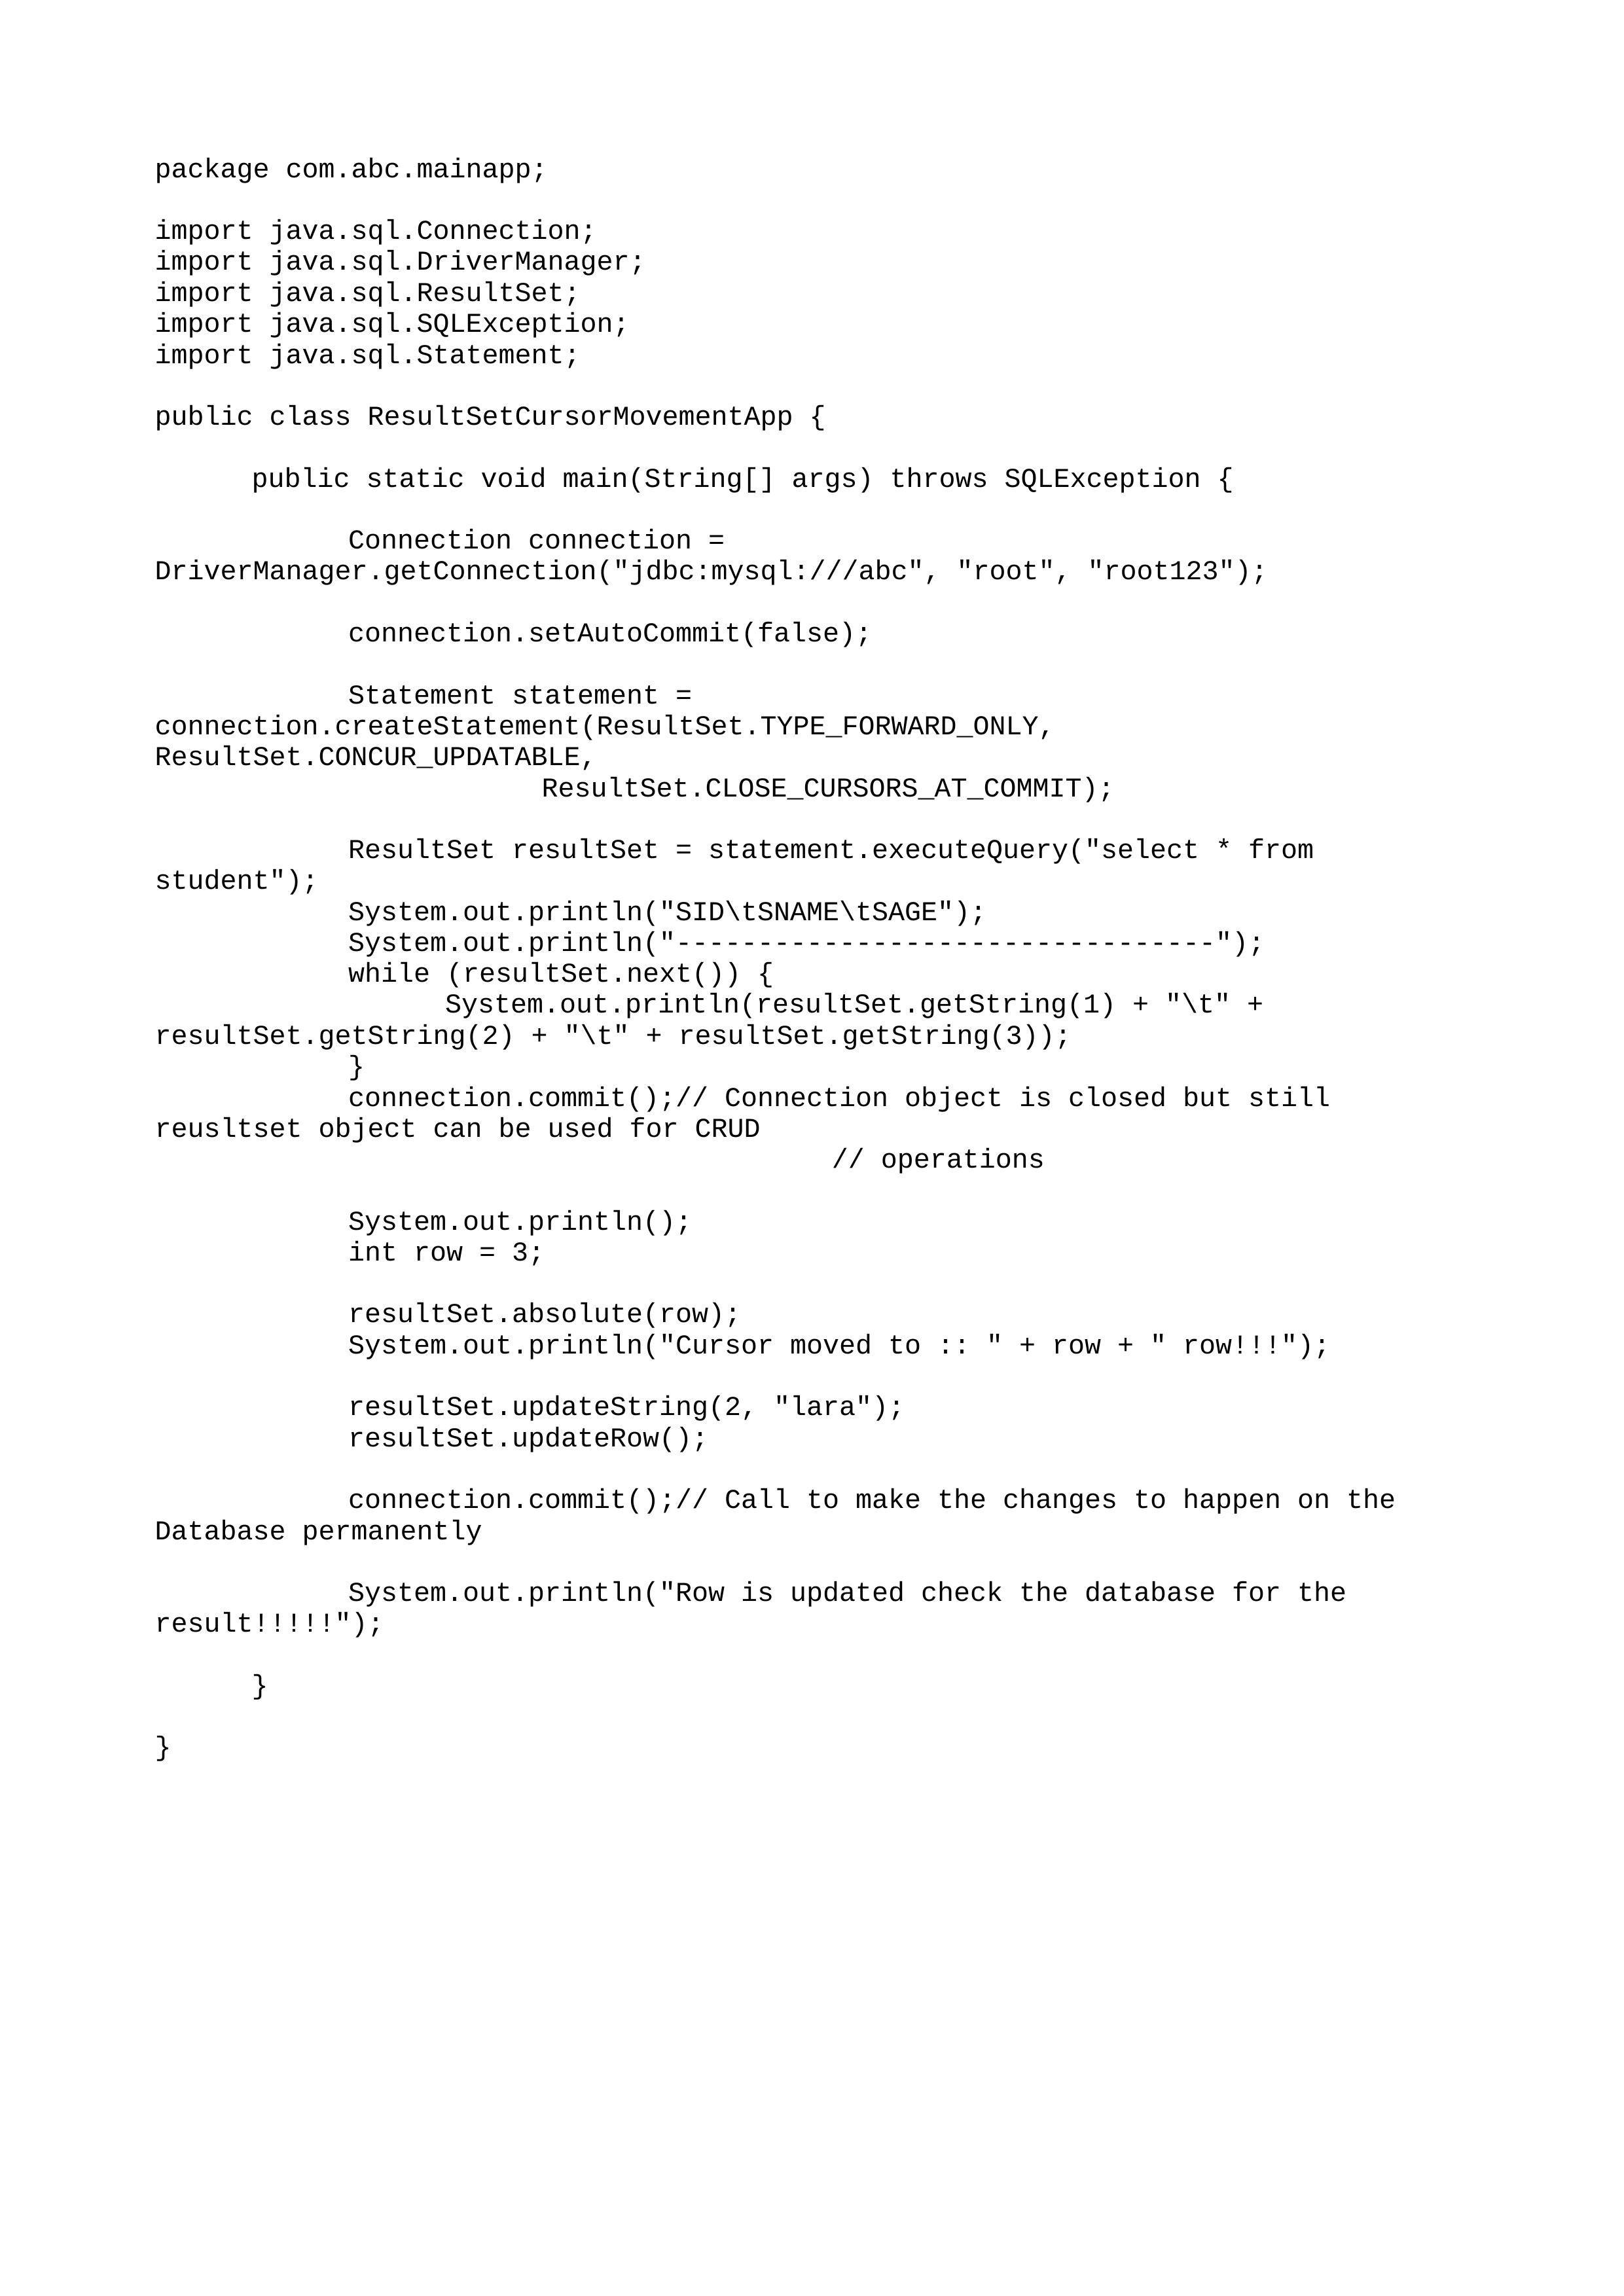 package com.abc.mainapp;

import java.sql.Connection;
import java.sql.DriverManager;
import java.sql.ResultSet;
import java.sql.SQLException;
import java.sql.Statement;

public class ResultSetCursorMovementApp {

	public static void main(String[] args) throws SQLException {

		Connection connection =
DriverManager.getConnection("jdbc:mysql:///abc", "root", "root123");

		connection.setAutoCommit(false);

		Statement statement =
connection.createStatement(ResultSet.TYPE_FORWARD_ONLY,
ResultSet.CONCUR_UPDATABLE,
				ResultSet.CLOSE_CURSORS_AT_COMMIT);

		ResultSet resultSet = statement.executeQuery("select * from
student");
		System.out.println("SID\tSNAME\tSAGE");
		System.out.println("---------------------------------");
		while (resultSet.next()) {
			System.out.println(resultSet.getString(1) + "\t" +
resultSet.getString(2) + "\t" + resultSet.getString(3));
		}
		connection.commit();// Connection object is closed but still
reusltset object can be used for CRUD
							// operations

		System.out.println();
		int row = 3;

		resultSet.absolute(row);
		System.out.println("Cursor moved to :: " + row + " row!!!");

		resultSet.updateString(2, "lara");
		resultSet.updateRow();

		connection.commit();// Call to make the changes to happen on the
Database permanently

		System.out.println("Row is updated check the database for the
result!!!!!");

	}

}